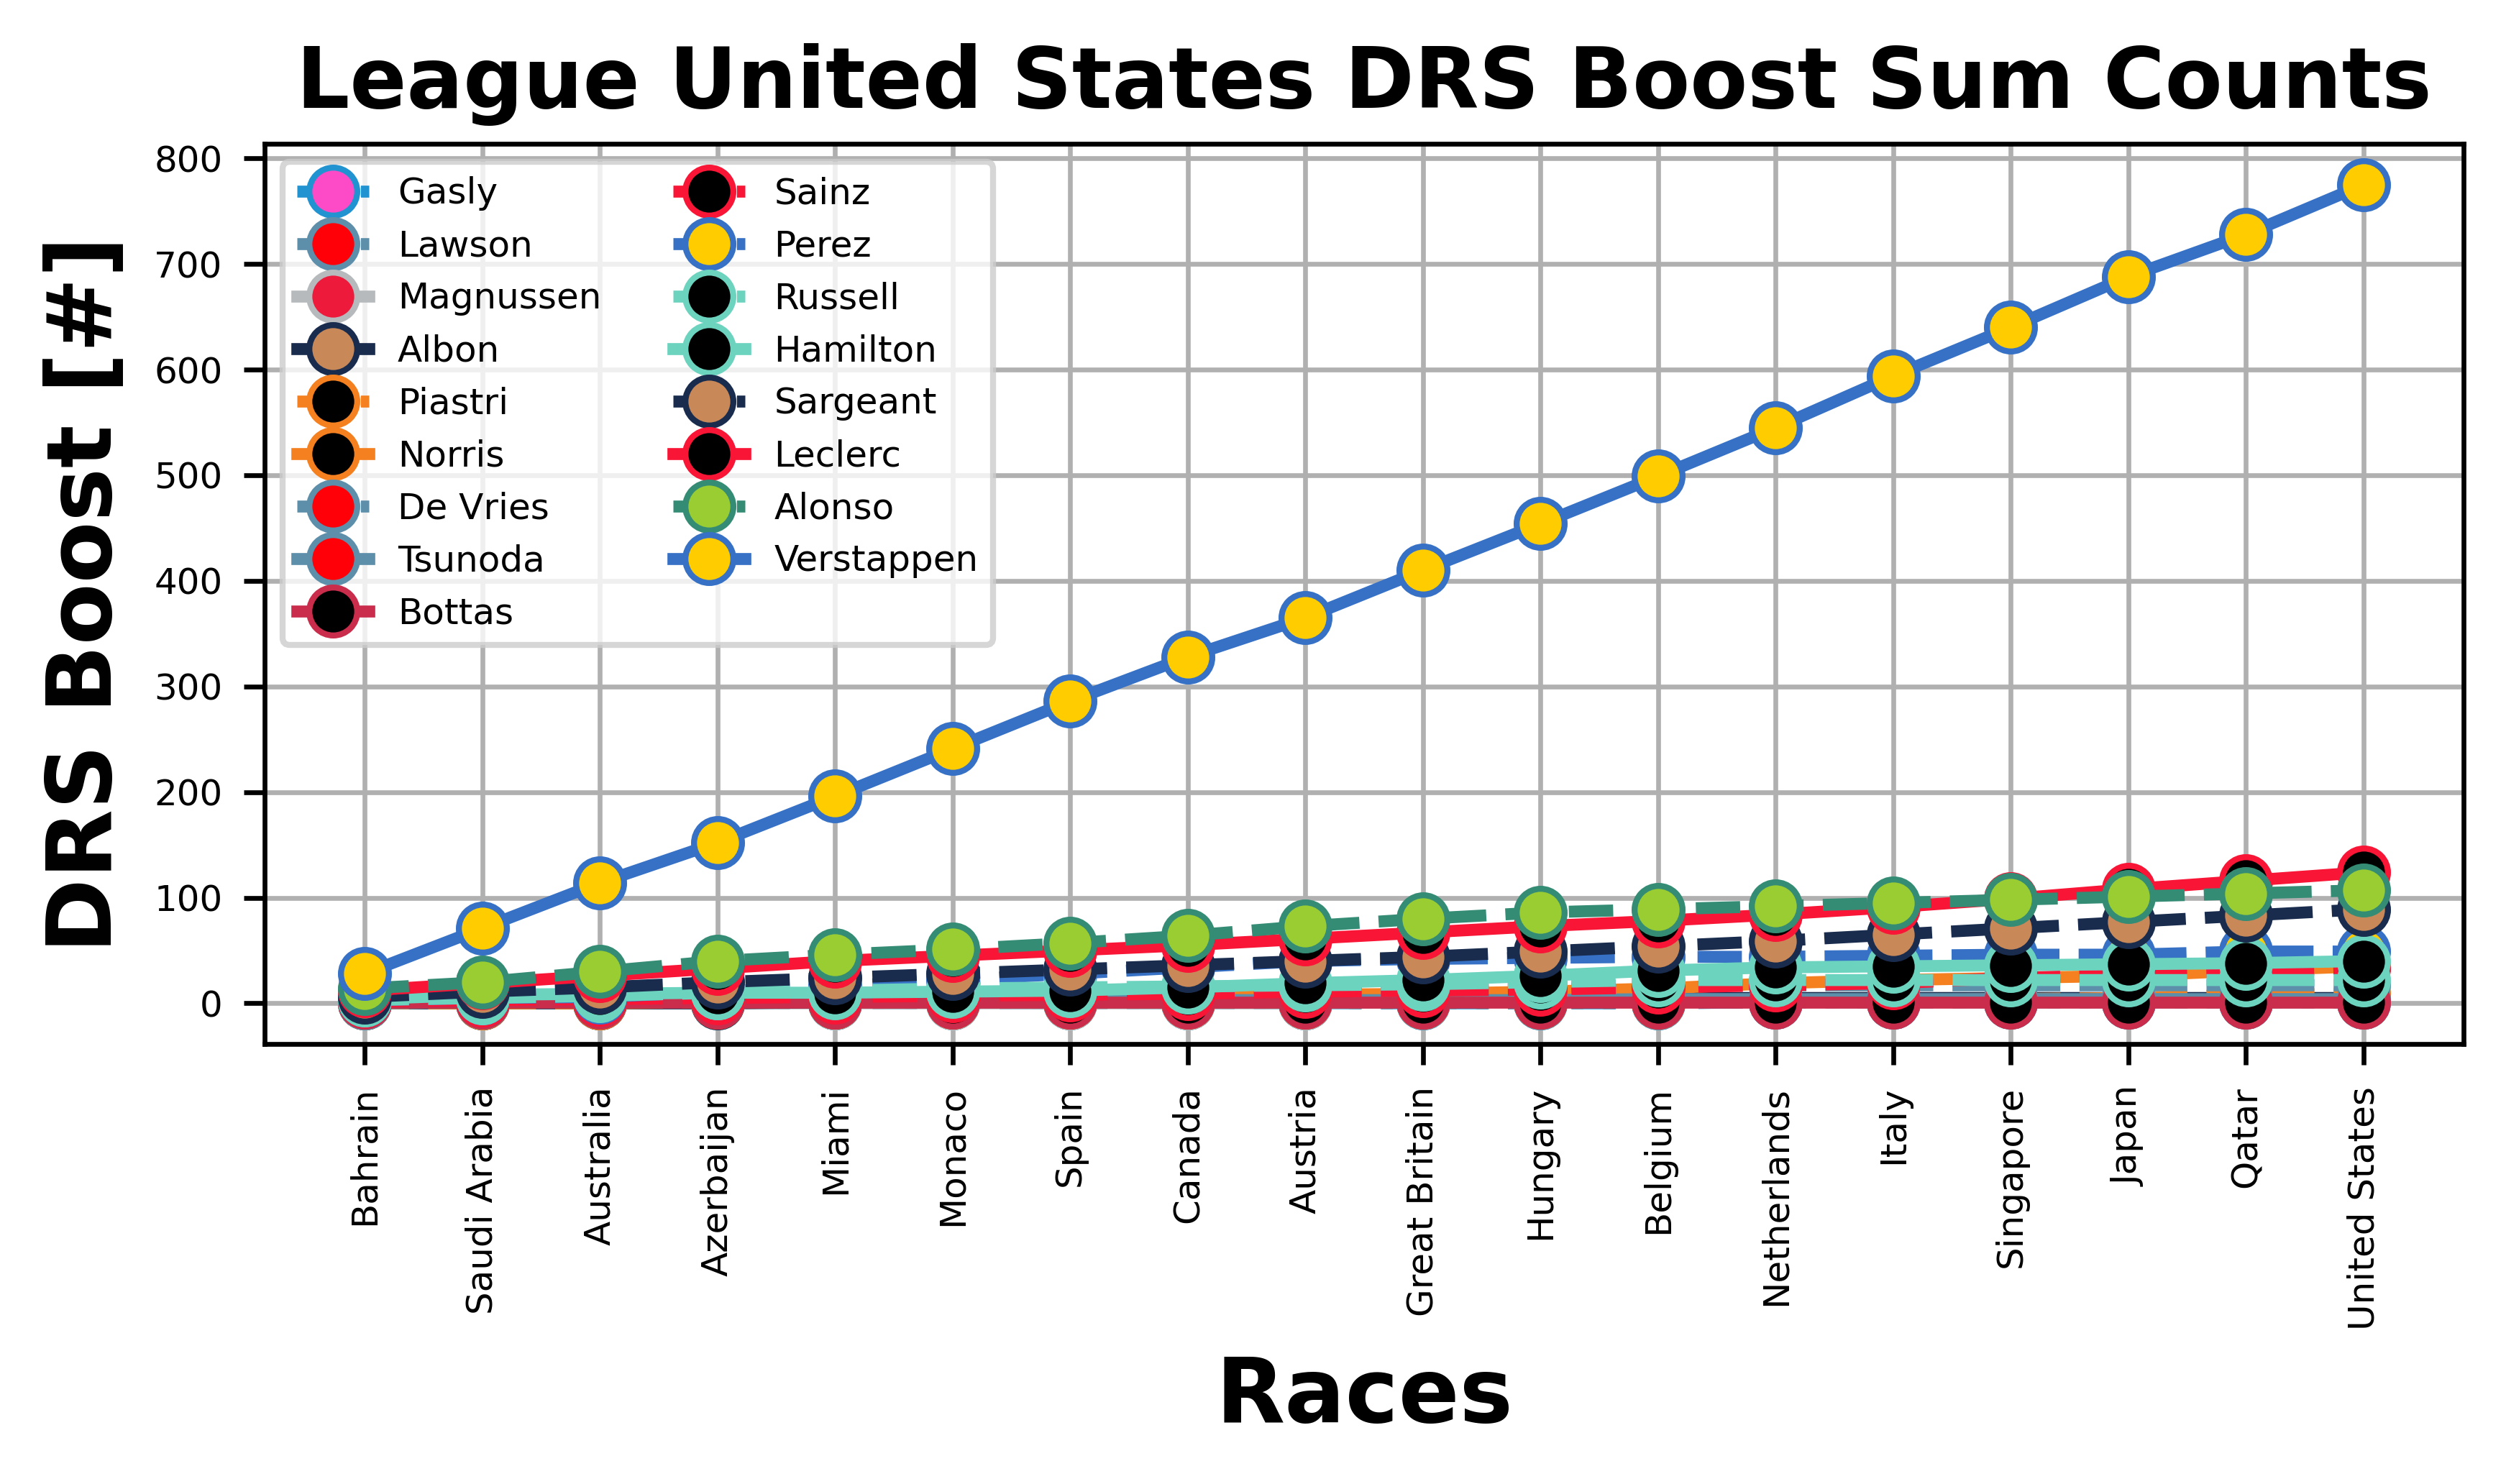 League United States DRS Boost Sum Counts
DRS Boost [#]
800
700
600
500
400
300
200
100
0
Gasly
Lawson
Magnussen
Albon
Piastri
Norris
De Vries
Tsunoda
Bottas
Sainz
Perez
Russell
Hamilton
Sargeant
Leclerc
Alonso
Verstappen
Bahrain
Saudi Arabia
Australia
Azerbaijan
Miami
Monaco
Spain
Canada
Austria
Great Britain
Hungary
Belgium
Netherlands
Italy
Singapore
Japan
Qatar
United States
Races